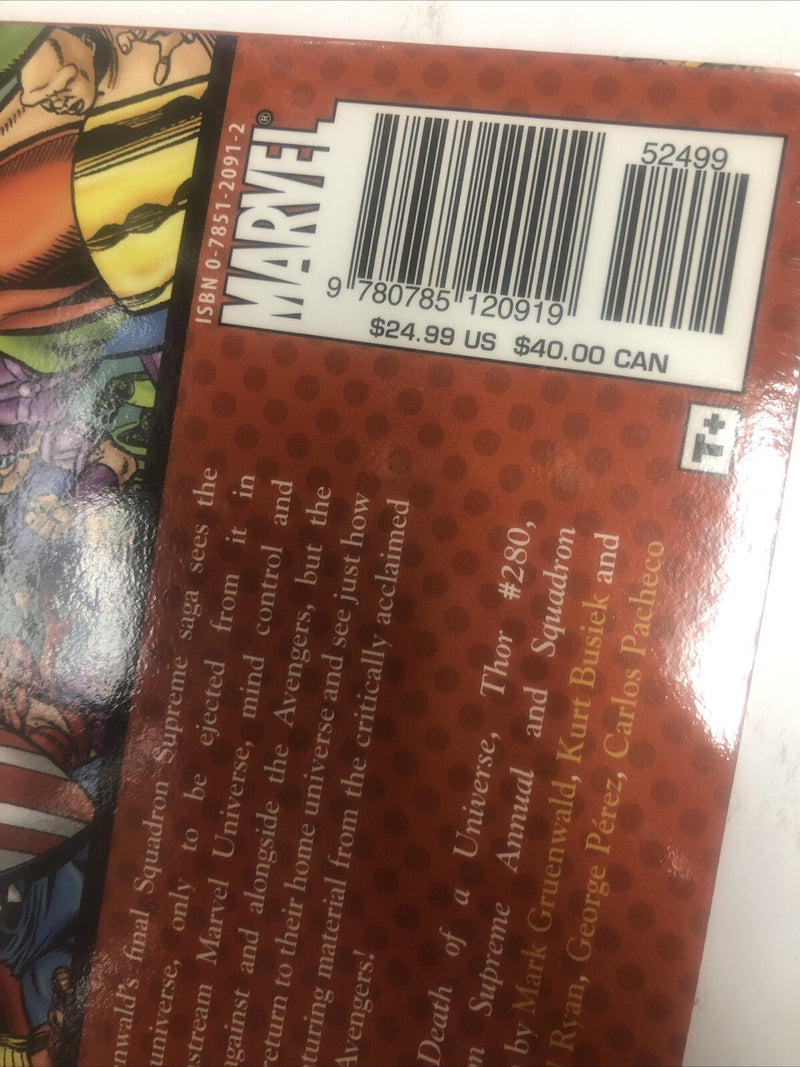 ISBN 0-7851-2091-2
MARVEL®
52499
9 780785 120919
$24.99 US $40.00 CAN
T+
final Squadron Supreme saga sees the
universe, only to be ejected from it in
Marvel Universe, mind control and
against and alongside the Avengers, but the
return to their home universe and see just how
material from the critically acclaimed
Avengers!
Death of a Universe, Thor #280,
Supreme Annual and Squadron
by Mark Gruenwald, Kurt Busiek and
Ryan, George Pérez, Carlos Pacheco